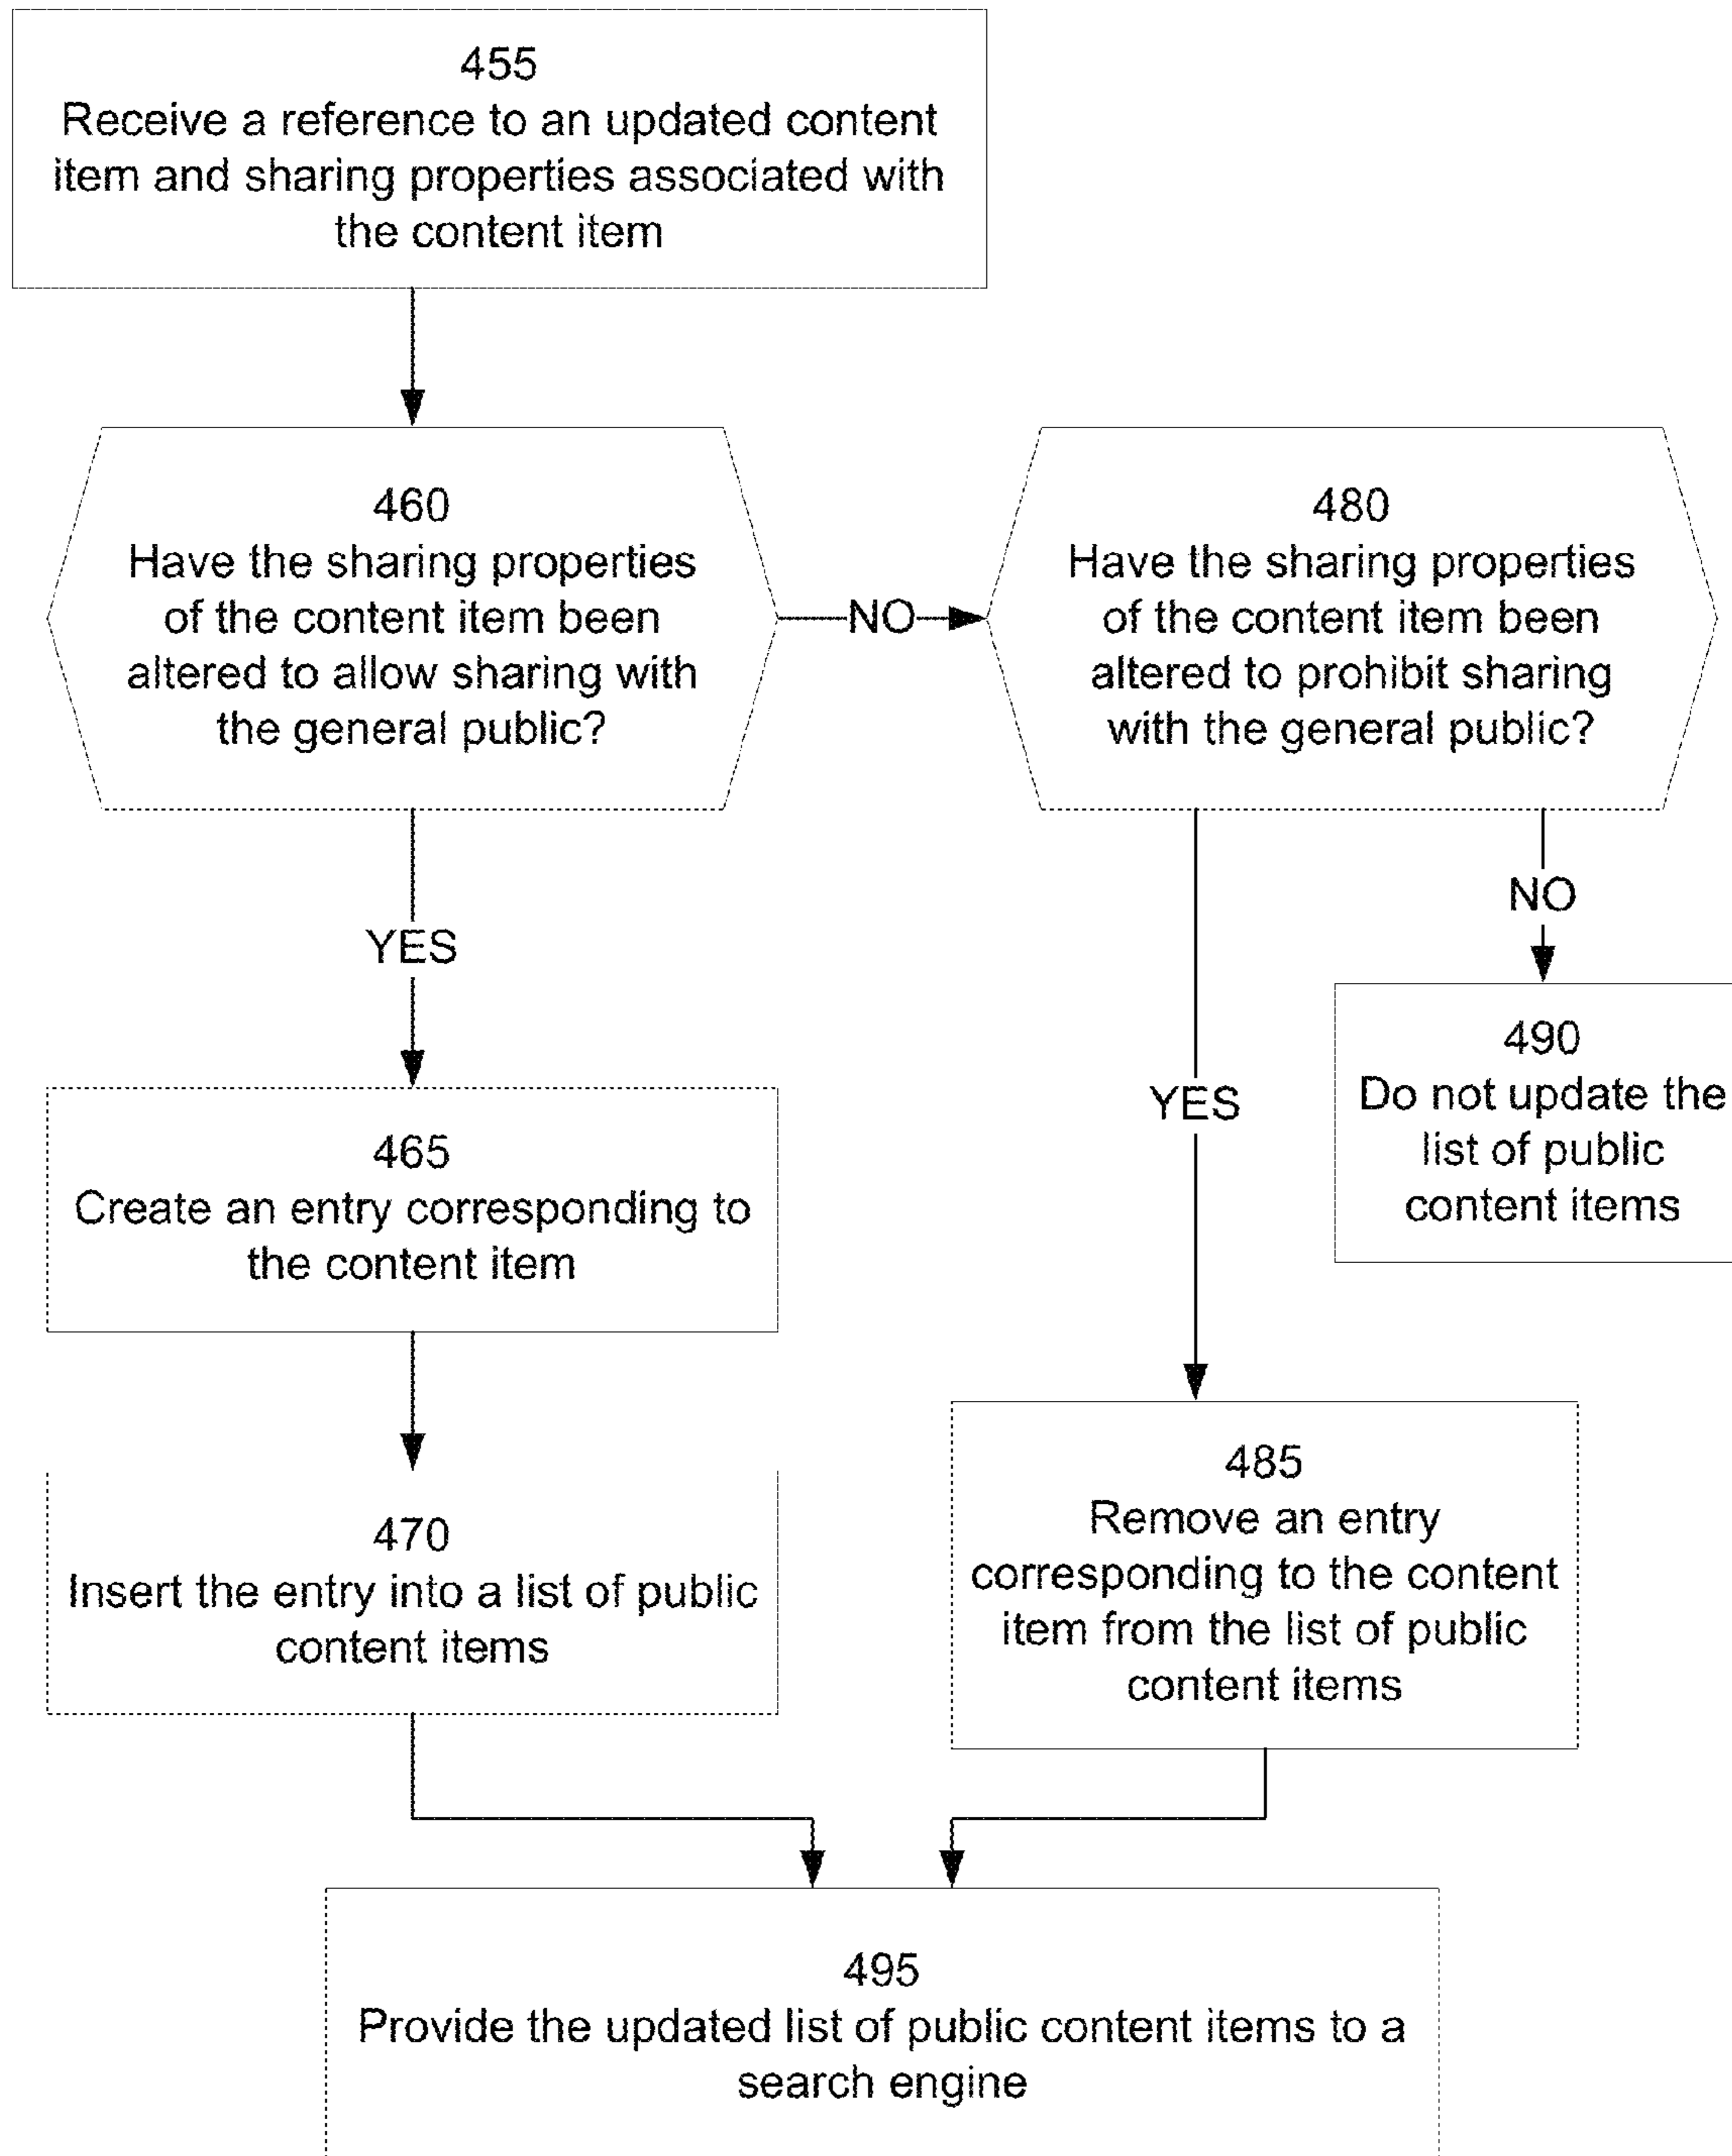 455
Receive a reference to an updated content
item and sharing properties associated with
the content item
460
Have the sharing properties
of the content item been
altered to allow sharing with
the general public?
NO
480
Have the sharing properties
of the content item been
altered to prohibit sharing
with the general public?
YES
NO
490
Do not update the
list of public
content items
YES
465
Create an entry corresponding to
the content item
470
Insert the entry into a list of public
content items
485
Remove an entry
corresponding to the content
item from the list of public
content items
495
Provide the updated list of public content items to a
search engine